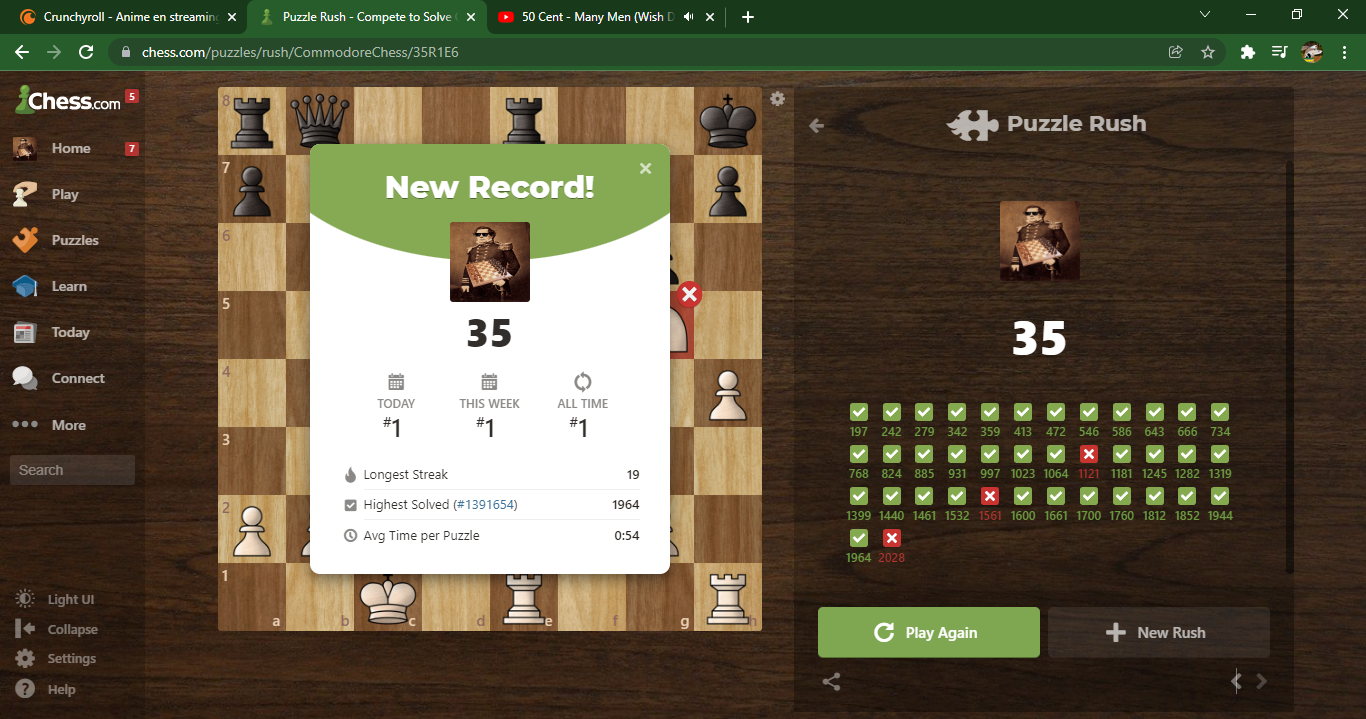 Crunchyroll - Anime en streaming
Puzzle Rush - Compete to Solve
50 Cent - Many Men (Wish D
chess.com/puzzles/rush/CommodoreChess/35R1E6
Chess.com 5
Home 7
Play
Puzzles
Learn
Today
Connect
More
Search
Light UI
Collapse
Settings
Help
8
7
6
5
4
3
2
1
a b c d e f g h
New Record!
35
TODAY THIS WEEK ALL TIME
#1 #1 #1
Longest Streak 19
Highest Solved (#1391654) 1964
Avg Time per Puzzle 0:54
Puzzle Rush
35
197 242 279 342 359 413 472 546 586 643 666 734
768 824 885 931 997 1023 1064 1121 1181 1245 1282 1319
1399 1440 1461 1532 1561 1600 1661 1700 1760 1812 1852 1944
1964 2028
Play Again
New Rush